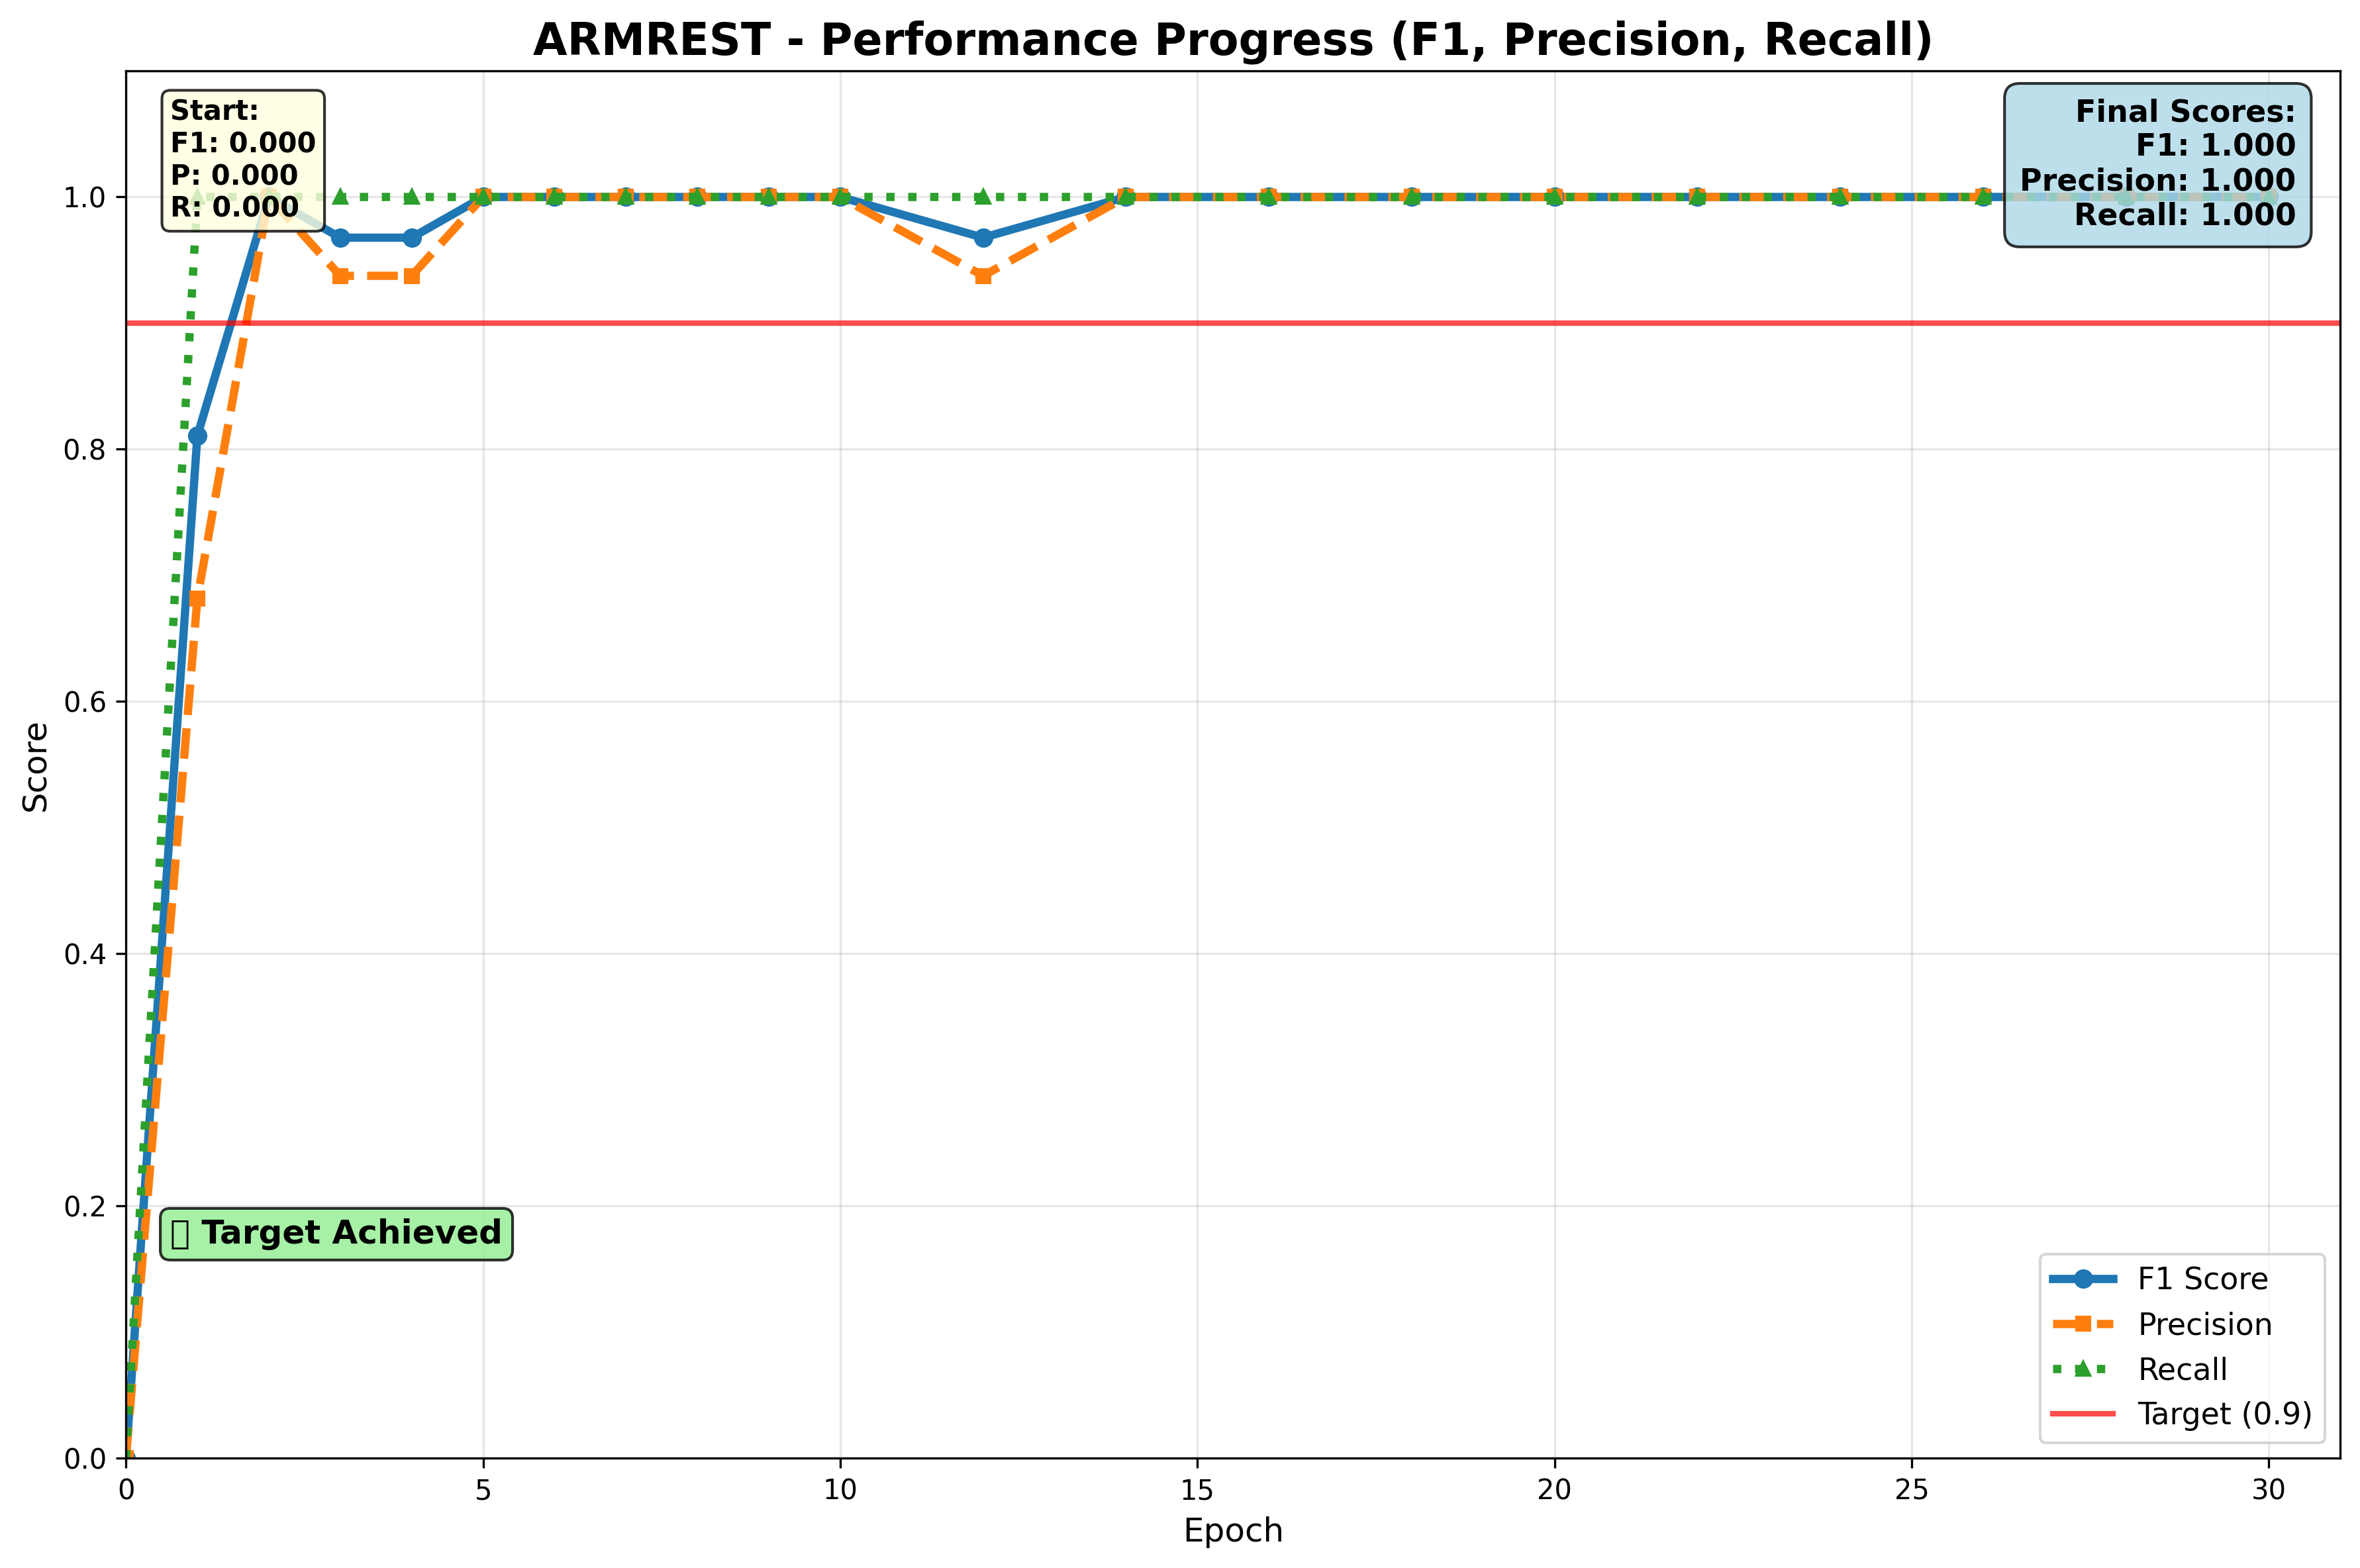 ARMREST - Performance Progress (F1, Precision, Recall)
Start:
F1: 0.000
P: 0.000
R: 0.000
Final Scores:
F1: 1.000
Precision: 1.000
Recall: 1.000
Score
1.0
0.8
0.6
0.4
0.2
0.0
Target Achieved
F1 Score
Precision
Recall
Target (0.9)
0 5 10 15 20 25 30
Epoch